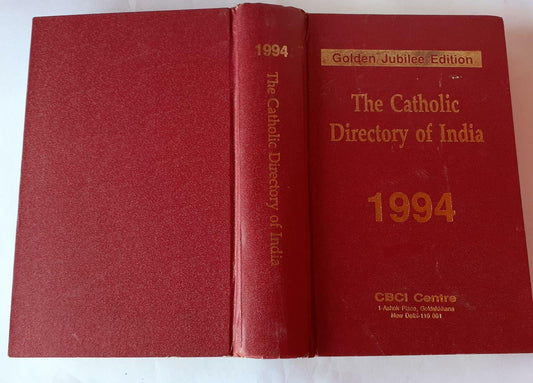 1994
The Catholic Directory of India
Golden Jubilee Edition
The Catholic
Directory of India
1994
CBCI Centre
1 Ashok Place, Goldakkhana
New Delhi-110 001